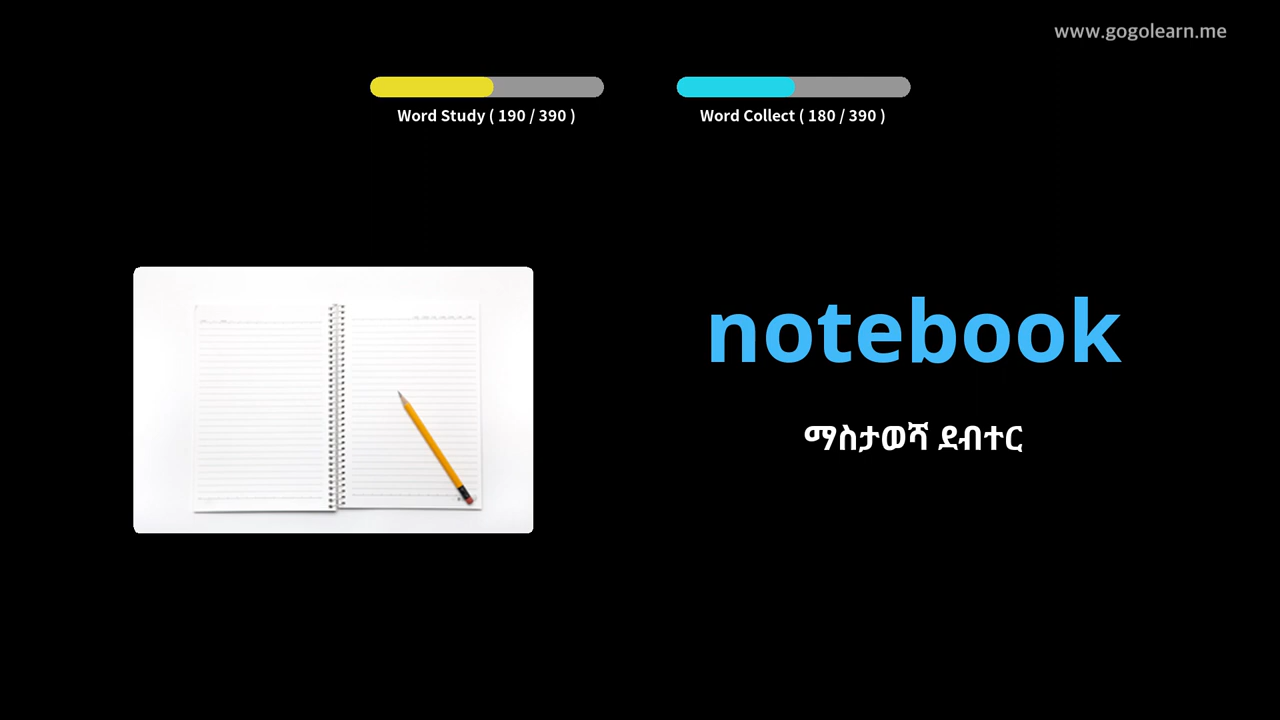 www.gogolearn.me
Word Study ( 190 / 390 )
Word Collect ( 180 / 390 )
notebook
ማስታወሻ ደብተር